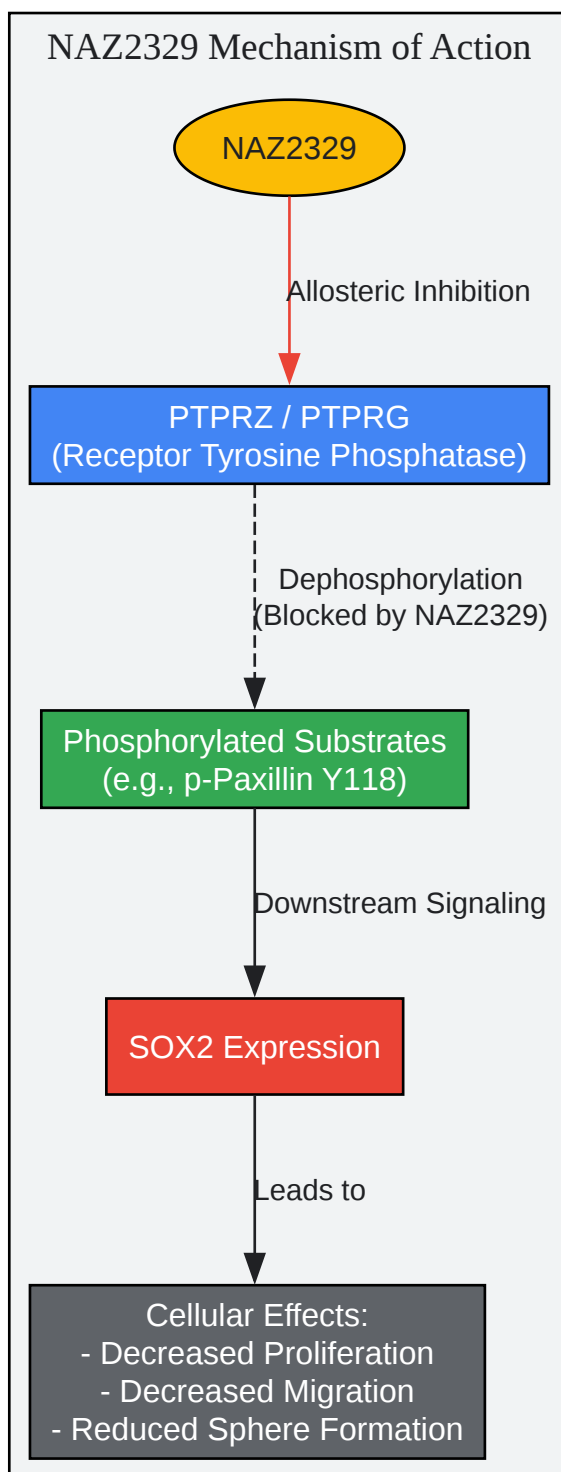 NAZ2329 Mechanism of Action
NAZ2329
Allosteric Inhibition
PTPRZ / PTPRG
(Receptor Tyrosine Phosphatase)
Dephosphorylation
(Blocked by NAZ2329)
Phosphorylated Substrates
(e.g., p-Paxillin Y118)
Downstream Signaling
SOX2 Expression
Leads to
Cellular Effects:
- Decreased Proliferation
- Decreased Migration
- Reduced Sphere Formation